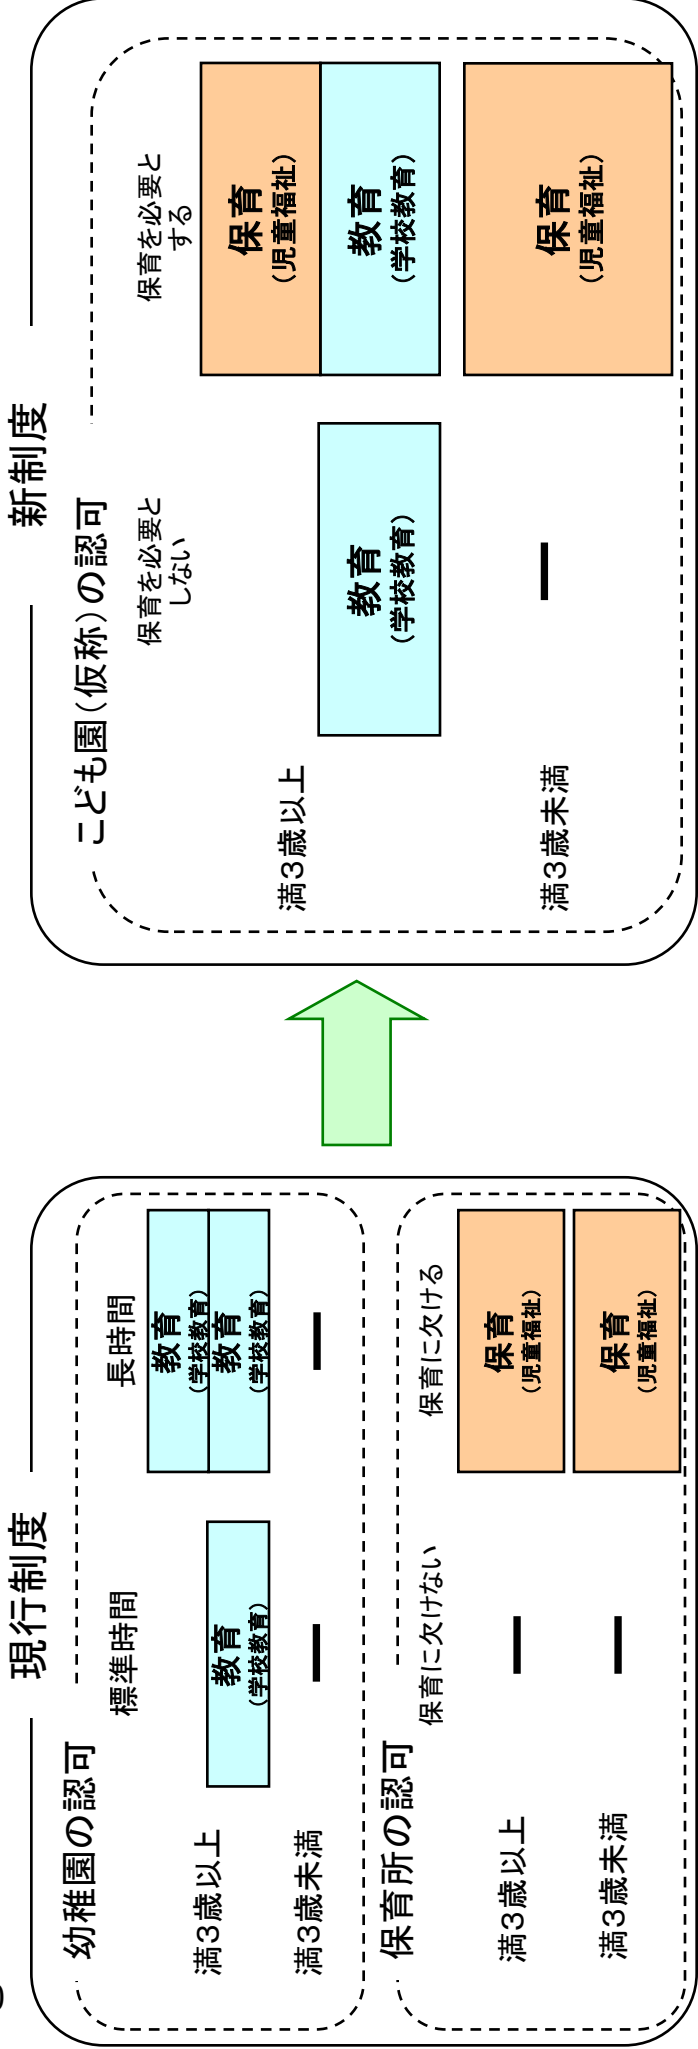 現行制度
幼稚園の認可
標準時間
長時間
満3歳以上
教育
(学校教育)
教育
(学校教育)
教育
(学校教育)
満3歳未満
ー
ー
保育所の認可
保育に欠けない
保育に欠ける
満3歳以上
ー
保育
(児童福祉)
満3歳未満
ー
保育
(児童福祉)
新制度
こども園(仮称)の認可
保育を必要と
しない
保育を必要と
する
満3歳以上
教育
(学校教育)
保育
(児童福祉)
教育
(学校教育)
満3歳未満
ー
保育
(児童福祉)